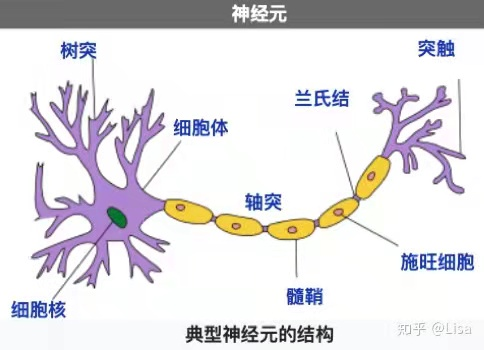 神经元
树突
突触
兰氏结
细胞体
轴突
施旺细胞
髓鞘
细胞核
典型神经元的结构
知乎 @Lisa